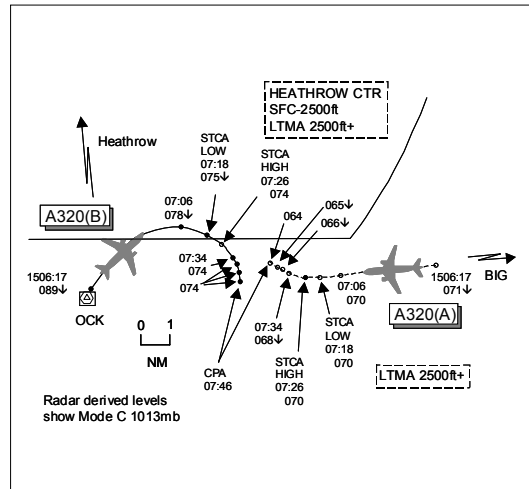 HEATHROW CTR
SFC-2500ft
LTMA 2500ft+
Heathrow
STCA
LOW
07:18
075↓
STCA
HIGH
07:26
074
A320(B)
07:06
078↓
064
065↓
066↓
1506:17
089↓
OCK
07:34
074
074
0 1
NM
CPA
07:46
07:34
068↓
STCA
HIGH
07:26
070
STCA
LOW
07:18
070
07:06
070
1506:17
071↓
BIG
A320(A)
LTMA 2500ft+
Radar derived levels
show Mode C 1013mb